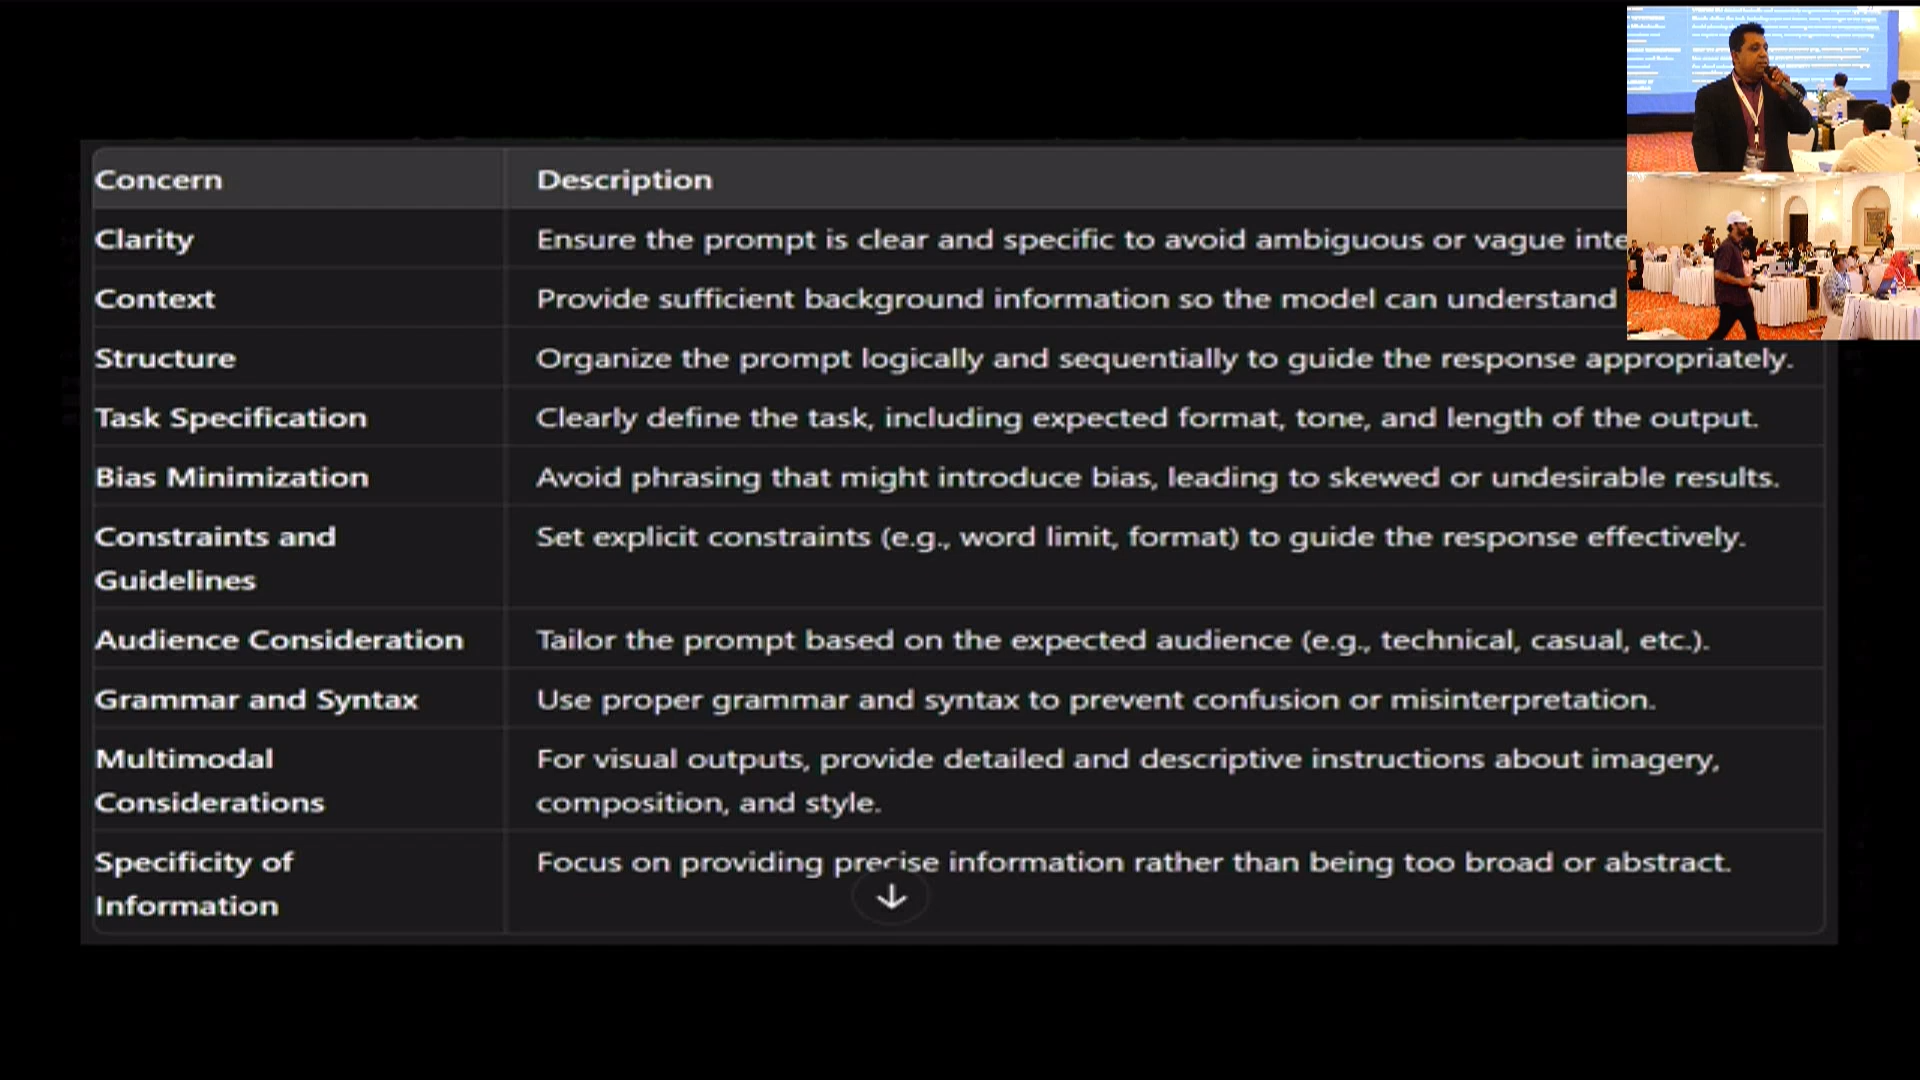 Concern Description
Clarity Ensure the prompt is clear and specific to avoid ambiguous or vague inte
Context Provide sufficient background information so the model can understand
Structure Organize the prompt logically and sequentially to guide the response appropriately.
Task Specification Clearly define the task, including expected format, tone, and length of the output.
Bias Minimization Avoid phrasing that might introduce bias, leading to skewed or undesirable results.
Constraints and Set explicit constraints (e.g., word limit, format) to guide the response effectively.
Guidelines
Audience Consideration Tailor the prompt based on the expected audience (e.g., technical, casual, etc.).
Grammar and Syntax Use proper grammar and syntax to prevent confusion or misinterpretation.
Multimodal For visual outputs, provide detailed and descriptive instructions about imagery,
Considerations composition, and style.
Specificity of Focus on providing precise information rather than being too broad or abstract.
Information